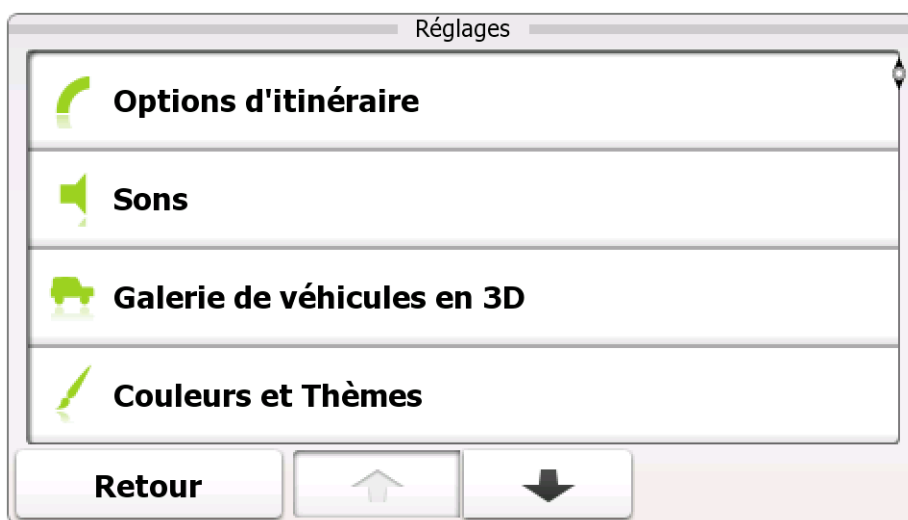 Réglages
Options d'itinéraire
Sons
Galerie de véhicules en 3D
Couleurs et Thèmes
Retour